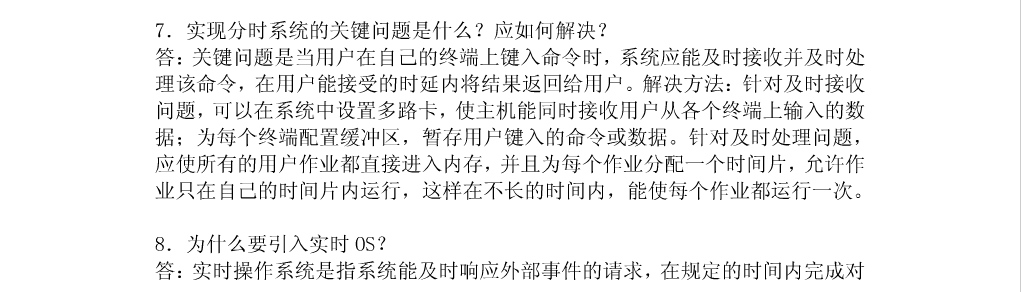 7．实现分时系统的关键问题是什么？应如何解决？
答：关键问题是当用户在自己的终端上键入命令时，系统应能及时接收并及时处
理该命令，在用户能接受的时延内将结果返回给用户。解决方法：针对及时接收
问题，可以在系统中设置多路卡，使主机能同时接收用户从各个终端上输入的数
据；为每个终端配置缓冲区，暂存用户键入的命令或数据。针对及时处理问题，
应使所有的用户作业都直接进入内存，并且为每个作业分配一个时间片，允许作
业只在自己的时间片内运行，这样在不长的时间内，能使每个作业都运行一次。
8．为什么要引入实时 OS？
答：实时操作系统是指系统能及时响应外部事件的请求，在规定的时间内完成对